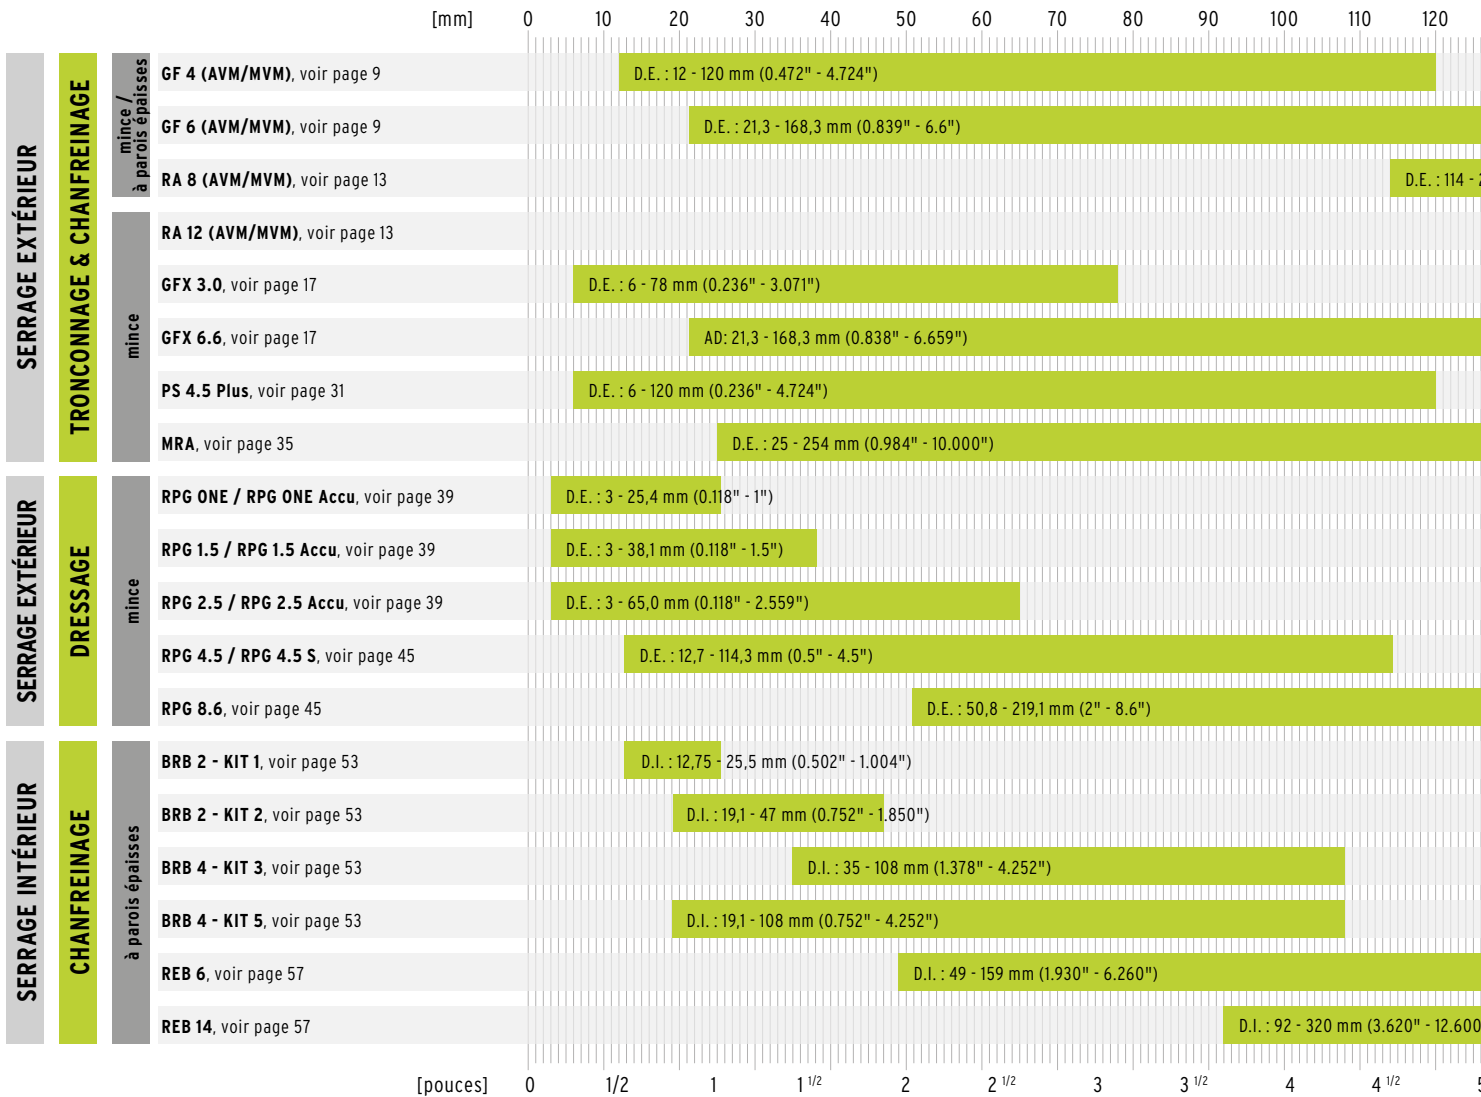 [mm] 0 10 20 30 40 50 60 70 80 90 100 110 120
SERRAGE EXTÉRIEUR
TRONCONNAGE & CHANFREINAGE
mince /
à parois épaisses
GF 4 (AVM/MVM), voir page 9 D.E. : 12 - 120 mm (0.472" - 4.724")
GF 6 (AVM/MVM), voir page 9 D.E. : 21,3 - 168,3 mm (0.839" - 6.6")
RA 8 (AVM/MVM), voir page 13 D.E. : 114 -
mince
RA 12 (AVM/MVM), voir page 13
GFX 3.0, voir page 17 D.E. : 6 - 78 mm (0.236" - 3.071")
GFX 6.6, voir page 17 AD: 21,3 - 168,3 mm (0.838" - 6.659")
PS 4.5 Plus, voir page 31 D.E. : 6 - 120 mm (0.236" - 4.724")
MRA, voir page 35 D.E. : 25 - 254 mm (0.984" - 10.000")
SERRAGE EXTÉRIEUR
DRESSAGE
mince
RPG ONE / RPG ONE Accu, voir page 39 D.E. : 3 - 25,4 mm (0.118" - 1")
RPG 1.5 / RPG 1.5 Accu, voir page 39 D.E. : 3 - 38,1 mm (0.118" - 1.5")
RPG 2.5 / RPG 2.5 Accu, voir page 39 D.E. : 3 - 65,0 mm (0.118" - 2.559")
RPG 4.5 / RPG 4.5 S, voir page 45 D.E. : 12,7 - 114,3 mm (0.5" - 4.5")
RPG 8.6, voir page 45 D.E. : 50,8 - 219,1 mm (2" - 8.6")
SERRAGE INTÉRIEUR
CHANFREINAGE
à parois épaisses
BRB 2 - KIT 1, voir page 53 D.I. : 12,75 - 25,5 mm (0.502" - 1.004")
BRB 2 - KIT 2, voir page 53 D.I. : 19,1 - 47 mm (0.752" - 1.850")
BRB 4 - KIT 3, voir page 53 D.I. : 35 - 108 mm (1.378" - 4.252")
BRB 4 - KIT 5, voir page 53 D.I. : 19,1 - 108 mm (0.752" - 4.252")
REB 6, voir page 57 D.I. : 49 - 159 mm (1.930" - 6.260")
REB 14, voir page 57 D.I. : 92 - 320 mm (3.620" - 12.600
[pouces] 0 1/2 1 1 1/2 2 2 1/2 3 3 1/2 4 4 1/2